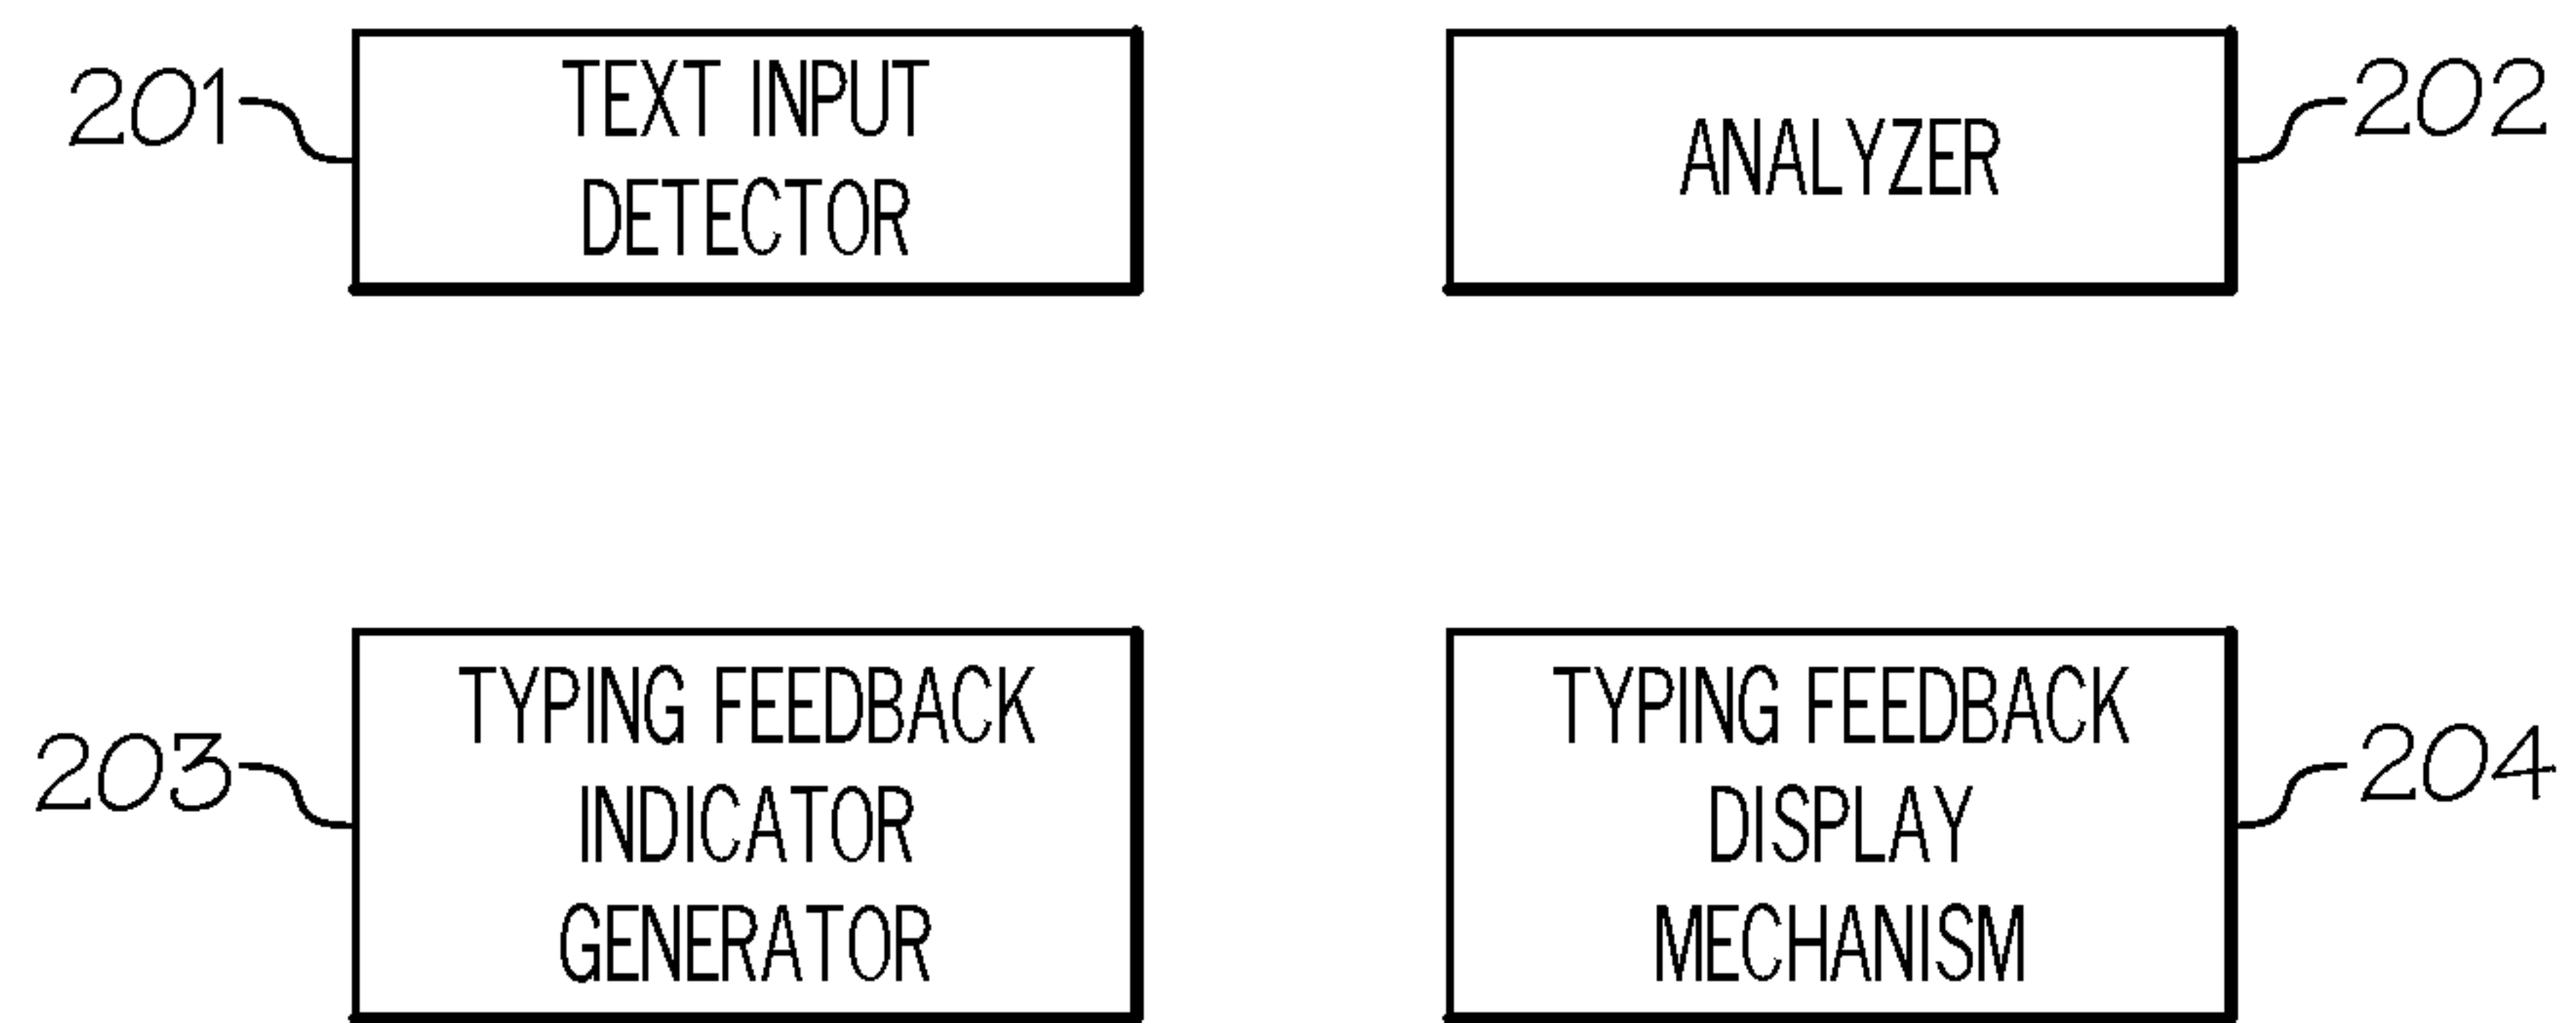 201
TEXT INPUT
DETECTOR
ANALYZER
202
203
TYPING FEEDBACK
INDICATOR
GENERATOR
TYPING FEEDBACK
DISPLAY
MECHANISM
204